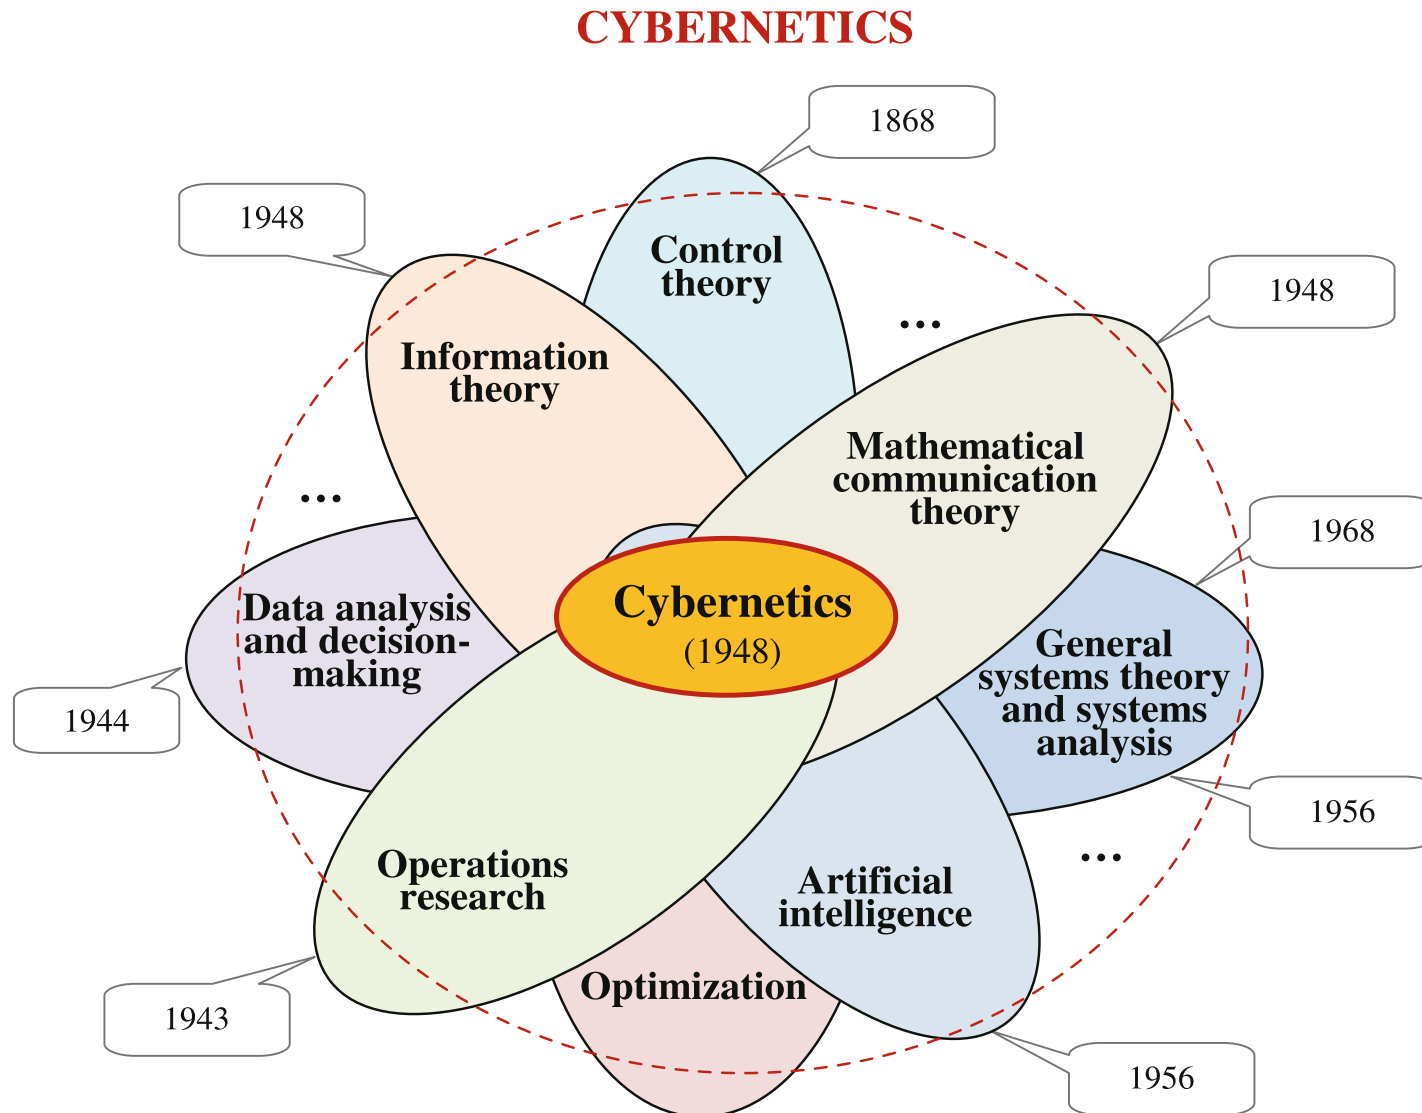 CYBERNETICS
1868
1948
Control
theory
1948
...
Information
theory
Mathematical
communication
theory
...
1968
Cybernetics
(1948)
Data analysis
and decision-
making
General
systems theory
and systems
analysis
1944
1956
...
Operations
research
Artificial
intelligence
Optimization
1943
1956